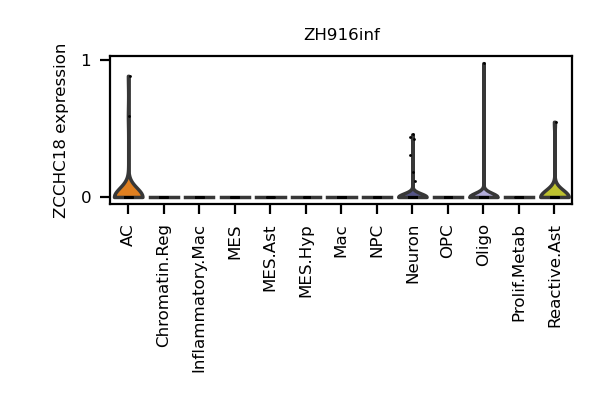 ZH916inf
ZCCHC18 expression
1
0
AC
Chromatin.Reg
Inflammatory.Mac
MES
MES.Ast
MES.Hyp
Mac
NPC
Neuron
OPC
Oligo
Prolif.Metab
Reactive.Ast